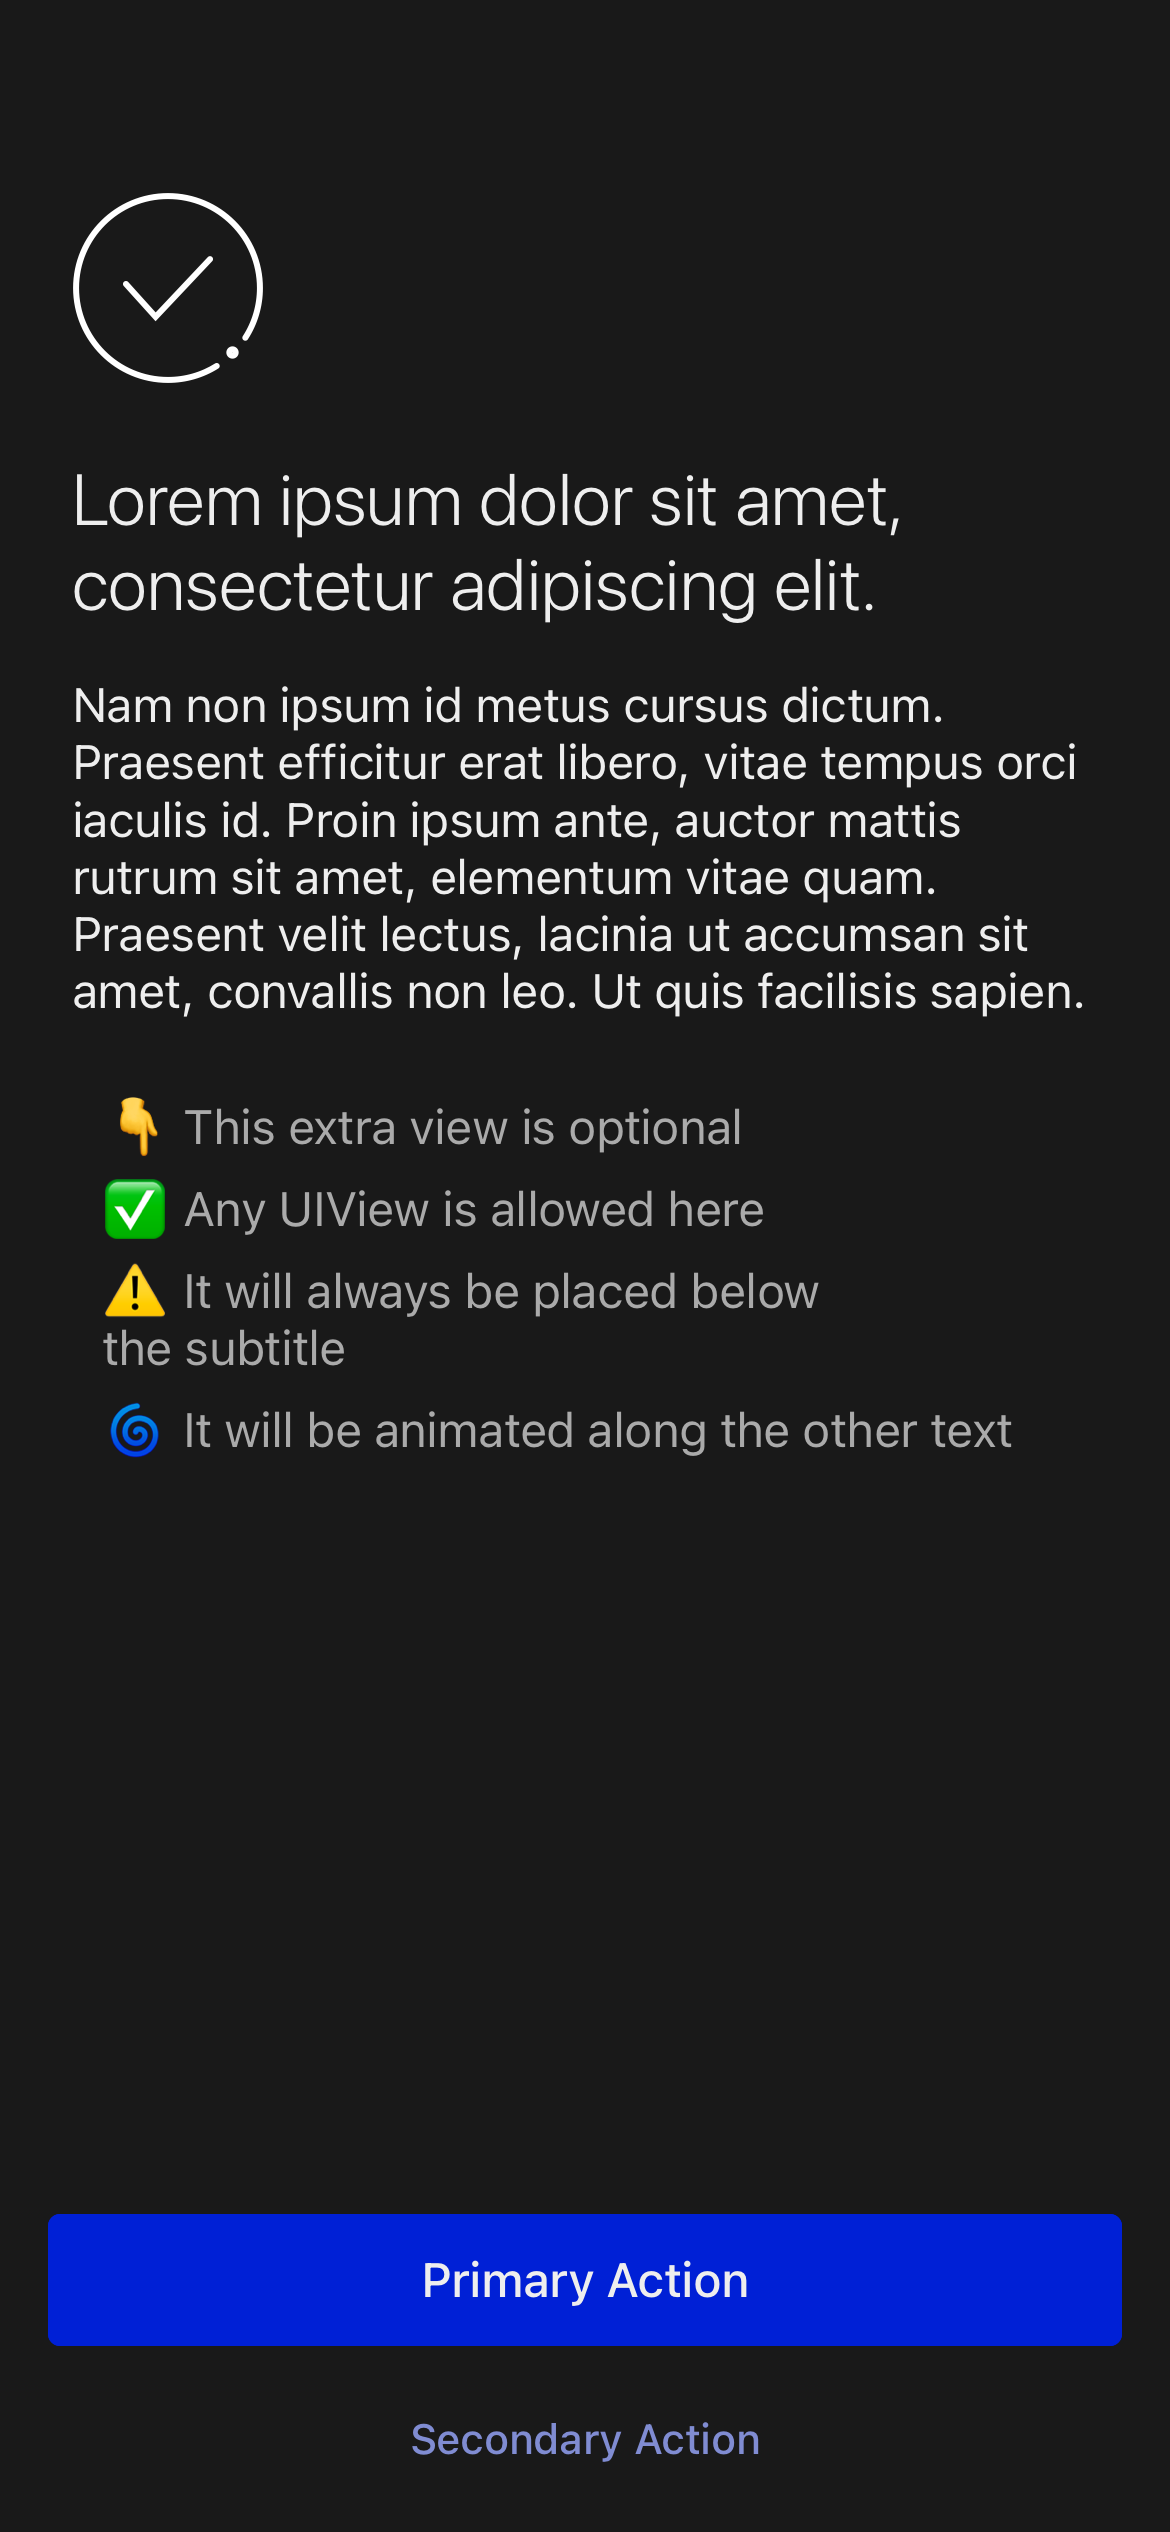 Lorem ipsum dolor sit amet,
consectetur adipiscing elit.
Nam non ipsum id metus cursus dictum.
Praesent efficitur erat libero, vitae tempus orci
iaculis id. Proin ipsum ante, auctor mattis
rutrum sit amet, elementum vitae quam.
Praesent velit lectus, lacinia ut accumsan sit
amet, convallis non leo. Ut quis facilisis sapien.
👇 This extra view is optional
✅ Any UIView is allowed here
⚠️ It will always be placed below
the subtitle
🌀 It will be animated along the other text
Primary Action
Secondary Action